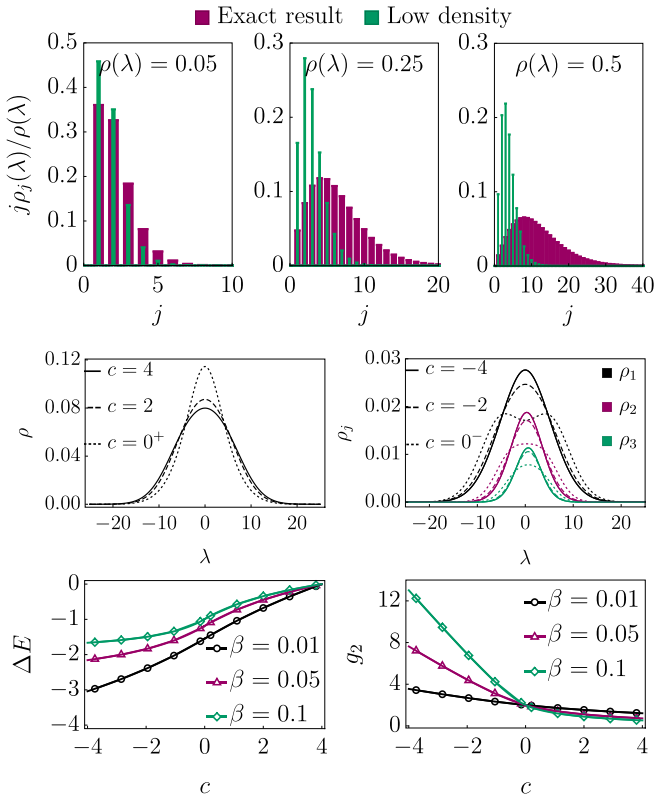 Exact result Low density
jρ_j(λ)/ρ(λ)
0.5
0.4
0.3
0.2
0.1
0
ρ(λ) = 0.05
0 5 10
j
0.3
0.2
0.1
0
ρ(λ) = 0.25
0 10 20
j
0.3
0.2
0.1
0
ρ(λ) = 0.5
0 10 20 30 40
j
ρ
0.12
0.08
0.04
0.00
c = 4
c = 2
c = 0⁺
−20 −10 0 10 20
λ
ρ_j
0.03
0.02
0.01
0.00
c = −4
c = −2
c = 0⁻
ρ₁
ρ₂
ρ₃
−20 −10 0 10 20
λ
ΔE
0
−1
−2
−3
−4
β = 0.01
β = 0.05
β = 0.1
−4 −2 0 2 4
c
g₂
12
8
4
0
β = 0.01
β = 0.05
β = 0.1
−4 −2 0 2 4
c